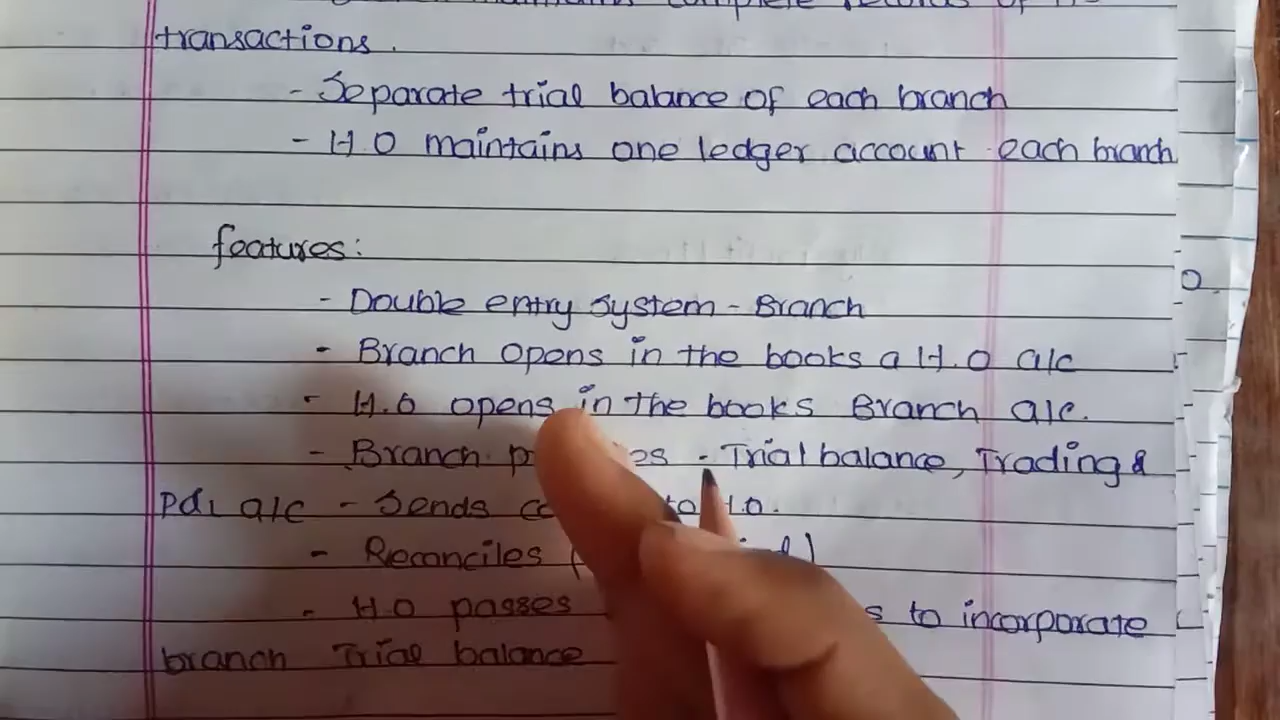 transactions.
- Separate trial balance of each branch
- H.O maintains one ledger account each branch
features:
- Double entry system - Branch
- Branch opens in the books a H.O a/c
- H.O opens in the books Branch a/c.
- Branch - Trial balance, Trading &
P&L a/c - Sends to H.O.
- Reconciles (
- H.O passes to incorporate
branch Trial balance